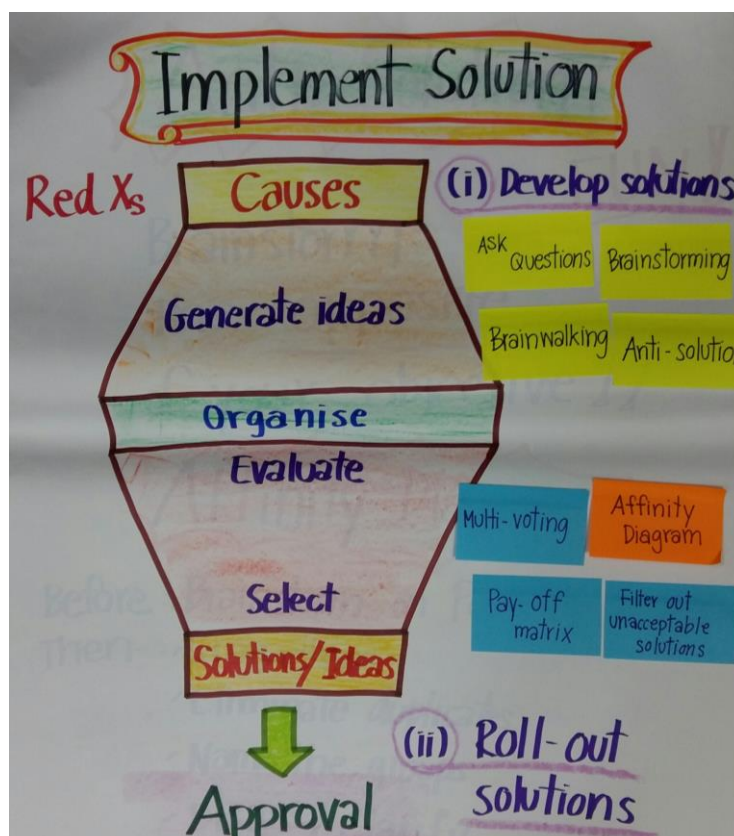 Implement Solution
Red Xs
Causes
(i) Develop solutions
Ask
Questions
Brainstorming
Generate ideas
Brainwalking
Anti-solutio
Organise
Evaluate
Multi-voting
Affinity
Diagram
Select
Pay-off
matrix
Filter out
unacceptable
solutions
Solutions/Ideas
(ii) Roll-out
solutions
Approval